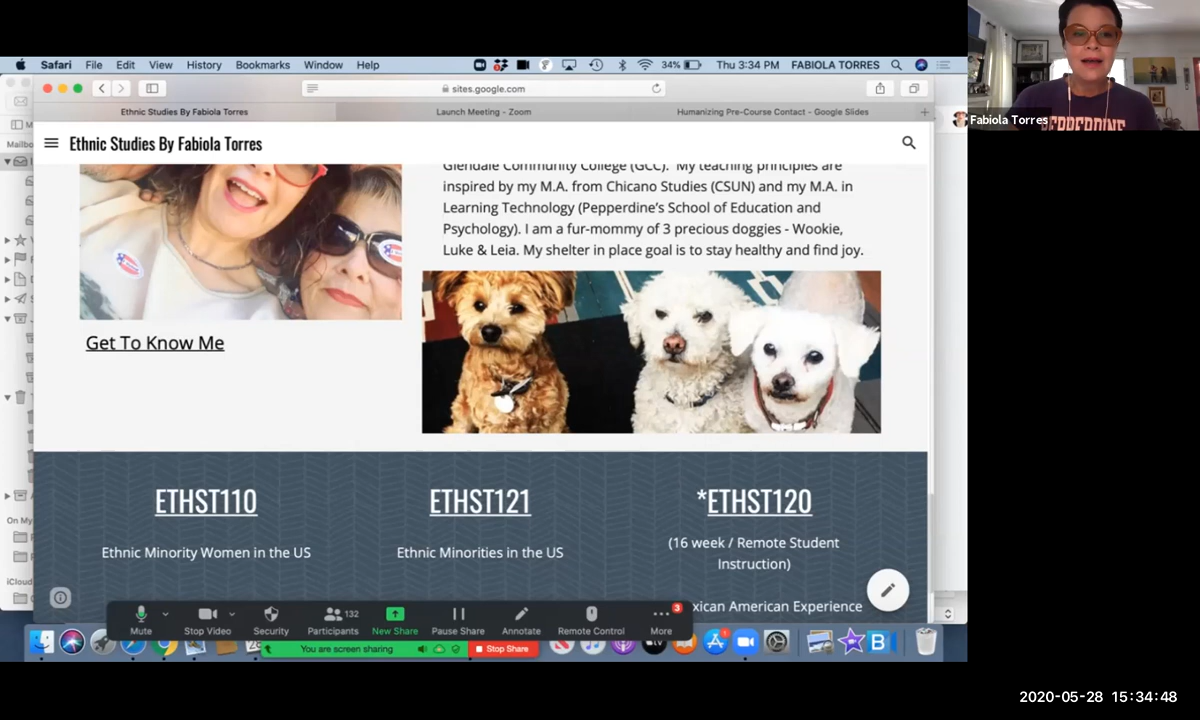 Safari File Edit View History Bookmarks Window Help 34% Thu 3:34 PM FABIOLA TORRES
sites.google.com
Ethnic Studies By Fabiola Torres
Launch Meeting - Zoom
Humanizing Pre-Course Contact - Google Slides
Fabiola Torres
PEPPERDINE
Mailbo
Ethnic Studies By Fabiola Torres
Glendale Community College (GCC). My teaching principles are
inspired by my M.A. from Chicano Studies (CSUN) and my M.A. in
Learning Technology (Pepperdine's School of Education and
Psychology). I am a fur-mommy of 3 precious doggies - Wookie,
Luke & Leia. My shelter in place goal is to stay healthy and find joy.
Get To Know Me
ETHST110
Ethnic Minority Women in the US
ETHST121
Ethnic Minorities in the US
*ETHST120
(16 week / Remote Student
Instruction)
xican American Experience
On My
iCloud
132
3
Mute
Stop Video
Security
Participants
New Share
Pause Share
Annotate
Remote Control
More
You are screen sharing
Stop Share
2020-05-28 15:34:48